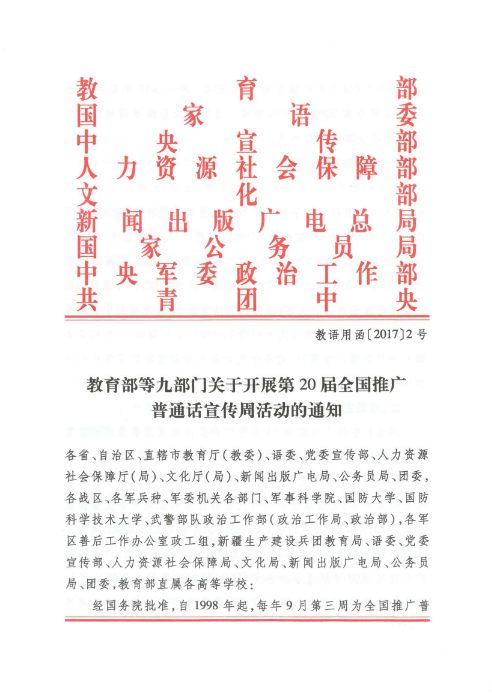 教育部
国家语委
中央宣传部
人力资源社会保障部
文化部
新闻出版广电总局
国家公务员局
中央军委政治工作部
共青团中央
教语用函〔2017〕2号
教育部等九部门关于开展第20届全国推广
普通话宣传周活动的通知
各省、自治区、直辖市教育厅(教委)、语委、党委宣传部、人力资源
社会保障厅(局)、文化厅(局)、新闻出版广电局、公务员局、团委,
各战区、各军兵种、军委机关各部门、军事科学院、国防大学、国防
科学技术大学、武警部队政治工作部(政治工作局、政治部),各军
区善后工作办公室政工组,新疆生产建设兵团教育局、语委、党委
宣传部、人力资源社会保障局、文化局、新闻出版广电局、公务员
局、团委,教育部直属各高等学校:
经国务院批准,自1998年起,每年9月第三周为全国推广普